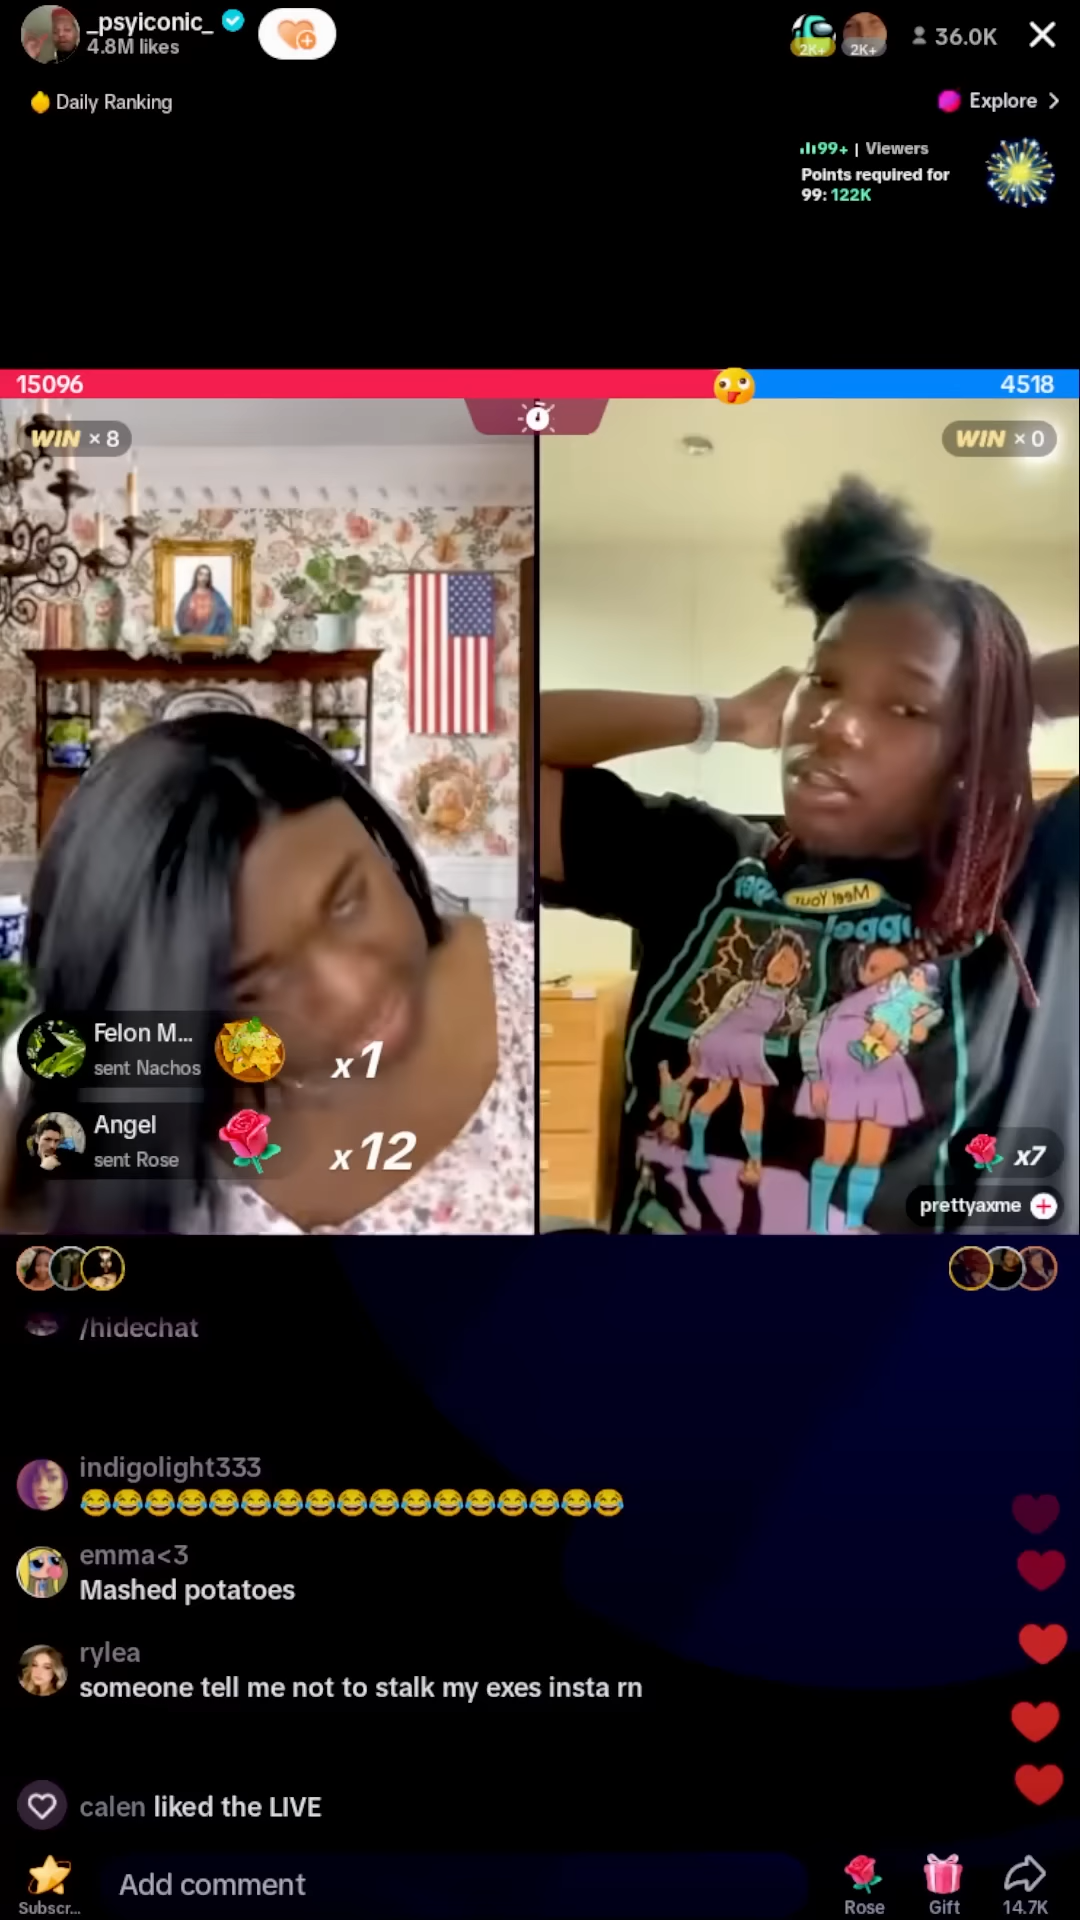 _psyiconic_
4.8M likes
2K+
2K+
36.0K
Daily Ranking
Explore
99+ | Viewers
Points required for
99: 122K
15096
4518
WIN × 8
WIN × 0
Meet Your
Felon M...
sent Nachos
x1
Angel
sent Rose
x12
x7
prettyaxme
/hidechat
indigolight333
😂😂😂😂😂😂😂😂😂😂😂😂😂😂😂😂😂
emma<3
Mashed potatoes
rylea
someone tell me not to stalk my exes insta rn
calen liked the LIVE
Subscr...
Add comment
Rose
Gift
14.7K